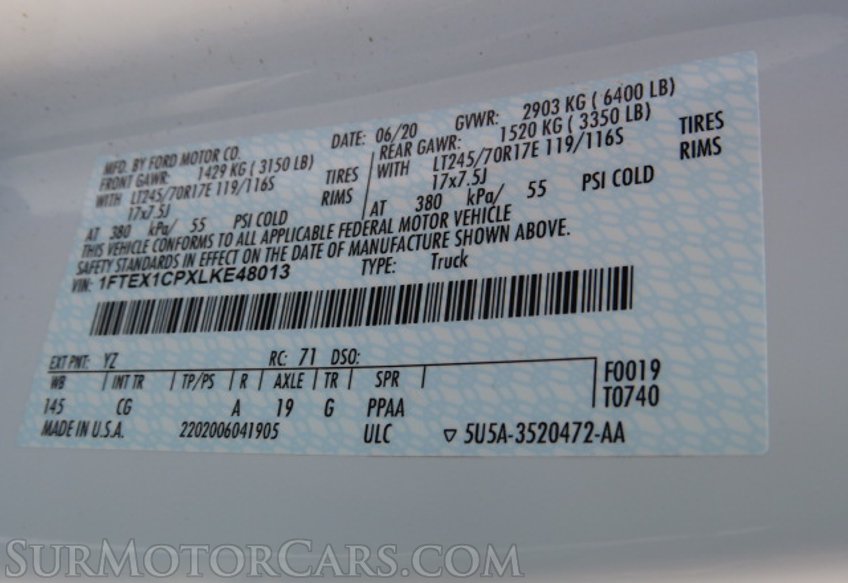 MFD. BY FORD MOTOR CO. DATE: 06/20 GVWR: 2903 KG ( 6400 LB)
FRONT GAWR: 1429 KG ( 3150 LB) REAR GAWR: 1520 KG ( 3350 LB)
WITH LT245/70R17E 119/116S TIRES WITH LT245/70R17E 119/116S TIRES
17x7.5J RIMS 17x7.5J RIMS
AT 380 kPa/ 55 PSI COLD AT 380 kPa/ 55 PSI COLD
THIS VEHICLE CONFORMS TO ALL APPLICABLE FEDERAL MOTOR VEHICLE
SAFETY STANDARDS IN EFFECT ON THE DATE OF MANUFACTURE SHOWN ABOVE.
VIN: 1FTEX1CPXLKE48013 TYPE: Truck
EXT PNT: YZ RC: 71 DSO:
WB INT TR TP/PS R AXLE TR SPR F0019
145 CG A 19 G PPAA T0740
MADE IN U.S.A. 2202006041905 ULC ▽ 5U5A-3520472-AA
SURMOTORCARS.COM